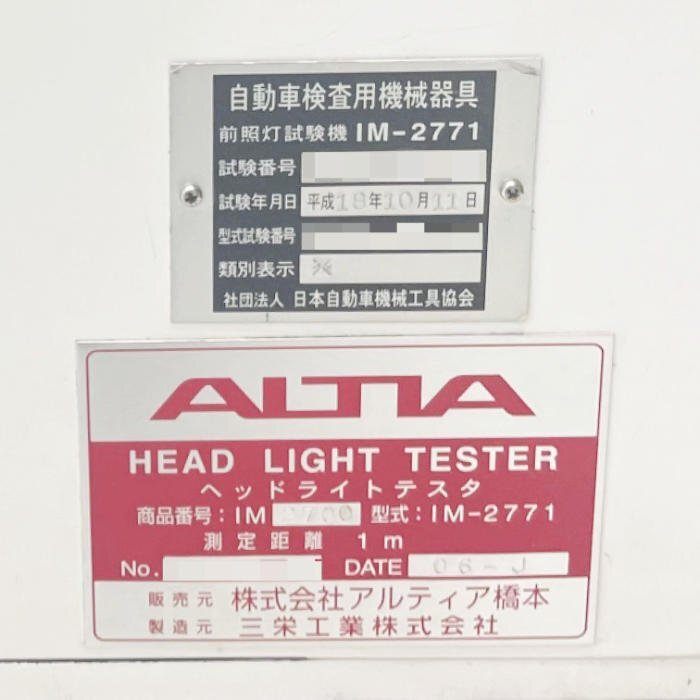 自動車検査用機械器具
前照灯試験機 IM-2771
試験番号
試験年月日 平成18年10月11日
型式試験番号
類別表示
社団法人 日本自動車機械工具協会
ALTIA
HEAD LIGHT TESTER
ヘッドライトテスタ
商品番号:IM 2700 型式:IM-2771
測定距離 1m
No. DATE 06-J
販売元 株式会社アルティア橋本
製造元 三栄工業株式会社